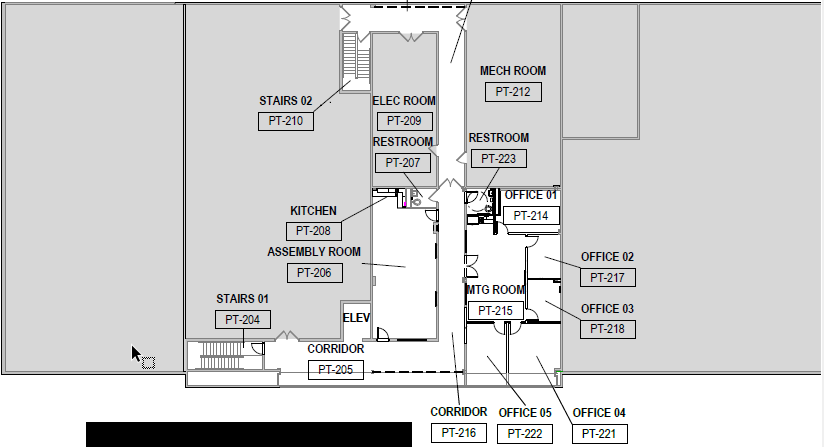 MECH ROOM
PT-212
STAIRS 02
PT-210
ELEC ROOM
PT-209
RESTROOM
PT-207
RESTROOM
PT-223
OFFICE 01
PT-214
KITCHEN
PT-208
ASSEMBLY ROOM
PT-206
OFFICE 02
PT-217
MTG ROOM
PT-215
STAIRS 01
PT-204
ELEV
OFFICE 03
PT-218
CORRIDOR
PT-205
CORRIDOR
PT-216
OFFICE 05
PT-222
OFFICE 04
PT-221